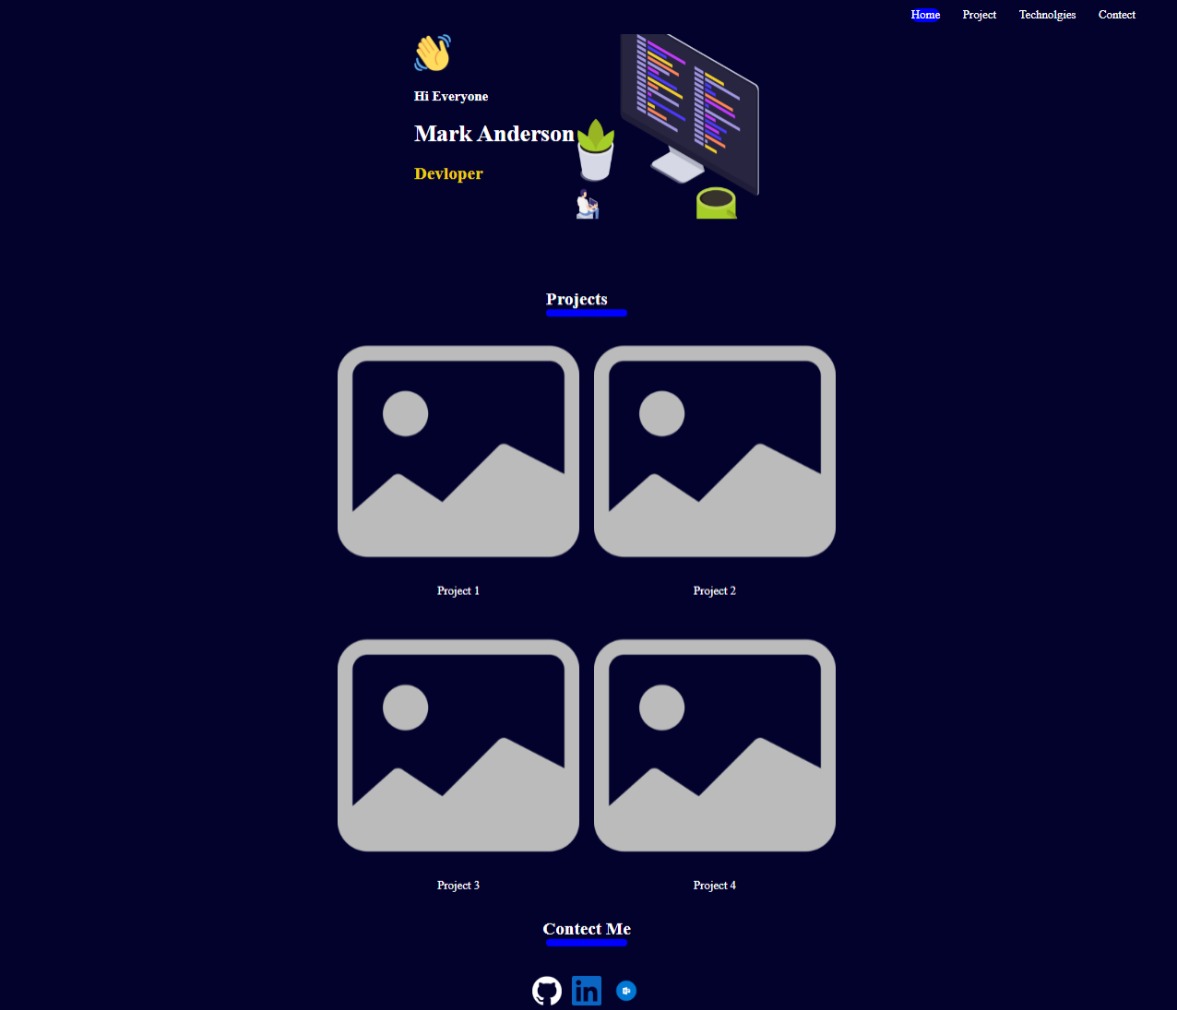 Home Project Technolgies Contect
Hi Everyone
Mark Anderson
Devloper
Projects
Project 1 Project 2
Project 3 Project 4
Contect Me
in